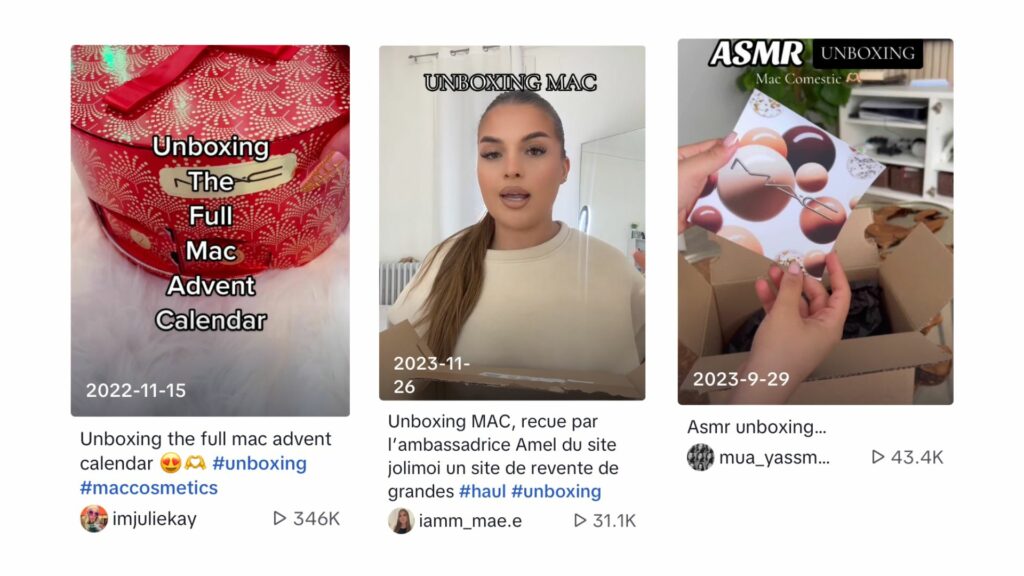 Unboxing
The
Full
Mac
Advent
Calendar
2022-11-15
Unboxing the full mac advent
calendar 😍🫶 #unboxing
#maccosmetics
imjuliekay
346K
UNBOXING MAC
2023-11-
26
Unboxing MAC, recue par
l’ambassadrice Amel du site
jolimoi un site de revente de
grandes #haul #unboxing
iamm_mae.e
31.1K
ASMR UNBOXING
Mac Comestic 🫶
MAC
2023-9-29
Asmr unboxing...
mua_yassm...
43.4K